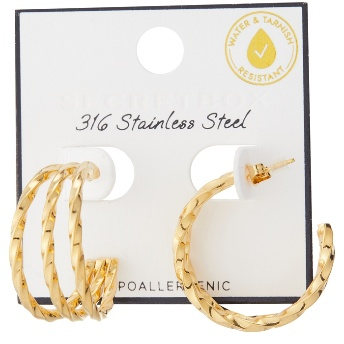 WATER & TARNISH
RESISTANT
316 Stainless Steel
POALLERGENIC